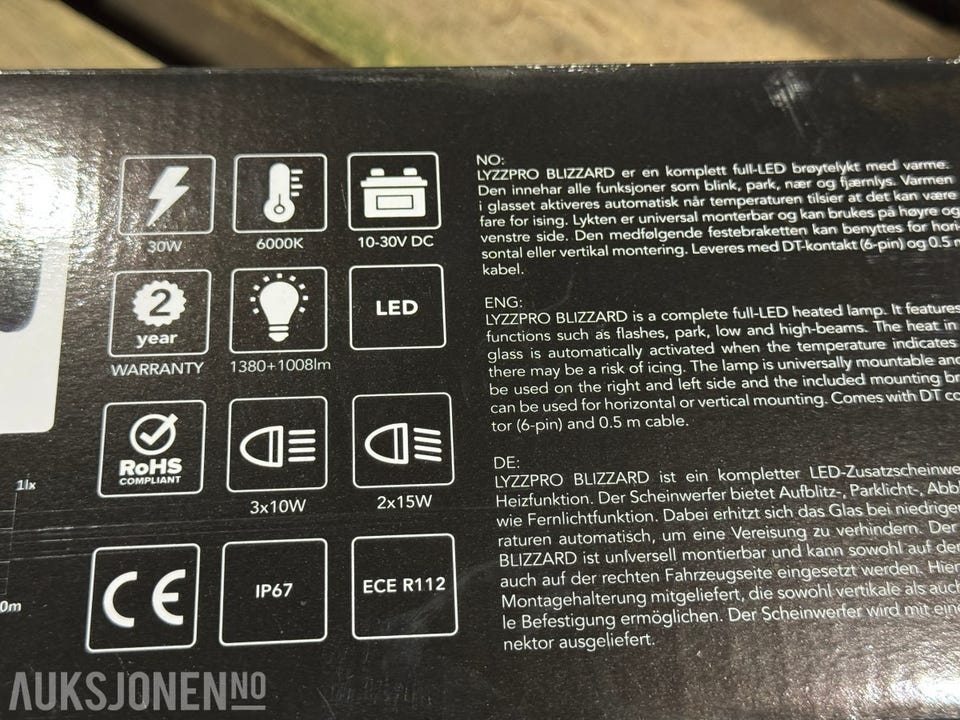 30W
6000K
10-30V DC
2
year
WARRANTY
1380+1008lm
LED
RoHS
COMPLIANT
3x10W
2x15W
CE
IP67
ECE R112
1lx
0m
NO:
LYZZPRO BLIZZARD er en komplett full-LED brøytelykt med varme.
Den innehar alle funksjoner som blink, park, nær og fjærnlys. Varmen
i glasset aktiveres automatisk når temperaturen tilsier at det kan være
fare for ising. Lykten er universal monterbar og kan brukes på høyre og
venstre side. Den medfølgende festebraketten kan benyttes for hori-
sontal eller vertikal montering. Leveres med DT-kontakt (6-pin) og 0.5 m
kabel.
ENG:
LYZZPRO BLIZZARD is a complete full-LED heated lamp. It features
functions such as flashes, park, low and high-beams. The heat in
glass is automatically activated when the temperature indicates
there may be a risk of icing. The lamp is universally mountable and
be used on the right and left side and the included mounting br
can be used for horizontal or vertical mounting. Comes with DT co
tor (6-pin) and 0.5 m cable.
DE:
LYZZPRO BLIZZARD ist ein kompletter LED-Zusatzscheinwe
Heizfunktion. Der Scheinwerfer bietet Aufblitz-, Parklicht-, Abbl
wie Fernlichtfunktion. Dabei erhitzt sich das Glas bei niedriger
raturen automatisch, um eine Vereisung zu verhindern. Der
BLIZZARD ist universell montierbar und kann sowohl auf der
auch auf der rechten Fahrzeugseite eingesetzt werden. Hier
Montagehalterung mitgeliefert, die sowohl vertikale als auch
le Befestigung ermöglichen. Der Scheinwerfer wird mit eine
nektor ausgeliefert.
AUKSJONEN NO